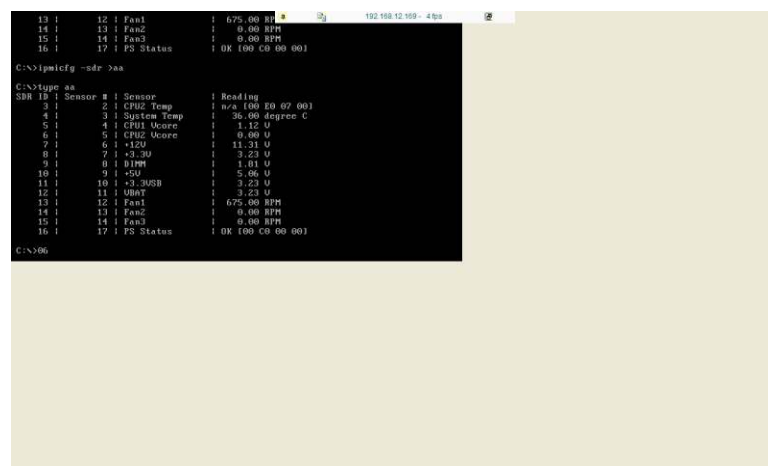 192.168.12.169 - 4 fps
13 | 12 | Fan1 | 675.00 RP
14 | 13 | Fan2 | 0.00 RPM
15 | 14 | Fan3 | 0.00 RPM
16 | 17 | PS Status | OK [00 C0 00 00]
C:\>ipmicfg -sdr >aa
C:\>type aa
SDR ID | Sensor # | Sensor | Reading
3 | 2 | CPU2 Temp | n/a [00 E0 07 00]
4 | 3 | System Temp | 36.00 degree C
5 | 4 | CPU1 Vcore | 1.12 V
6 | 5 | CPU2 Vcore | 0.00 V
7 | 6 | +12V | 11.31 V
8 | 7 | +3.3V | 3.23 V
9 | 8 | DIMM | 1.81 V
10 | 9 | +5V | 5.06 V
11 | 10 | +3.3VSB | 3.23 V
12 | 11 | VBAT | 3.23 V
13 | 12 | Fan1 | 675.00 RPM
14 | 13 | Fan2 | 0.00 RPM
15 | 14 | Fan3 | 0.00 RPM
16 | 17 | PS Status | OK [00 C0 00 00]
C:\>06